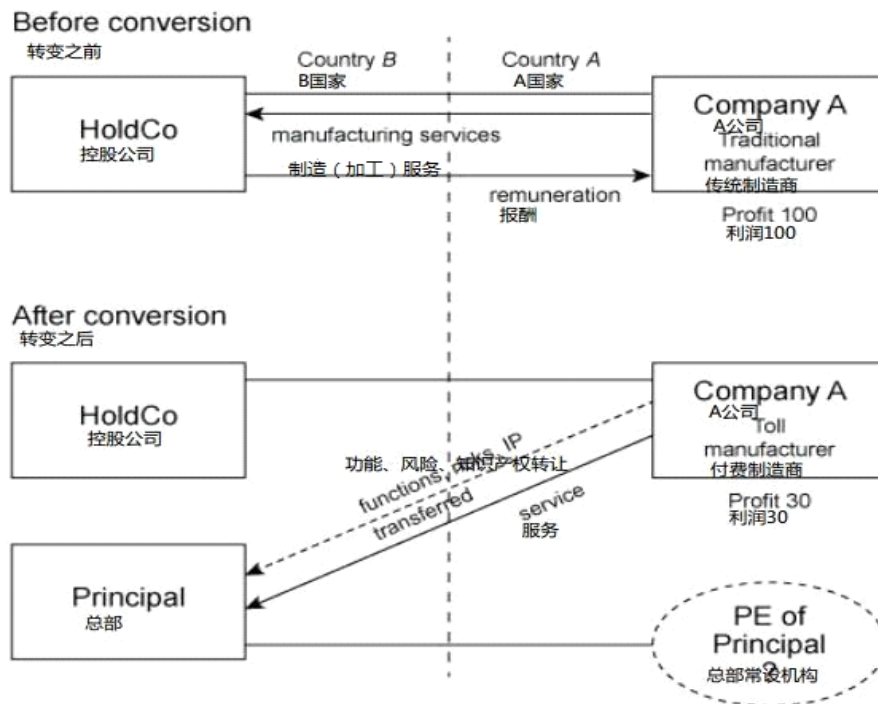 Before conversion
转变之前
Country B
B国家
Country A
A国家
HoldCo
控股公司
manufacturing services
制造（加工）服务
remuneration
报酬
Company A
A公司
Traditional
manufacturer
传统制造商
Profit 100
利润100
After conversion
转变之后
HoldCo
控股公司
Company A
A公司
Toll
manufacturer
付费制造商
Profit 30
利润30
功能、风险、知识产权转让
functions, risks, IP
transferred
service
服务
Principal
总部
PE of
Principal
?
总部常设机构